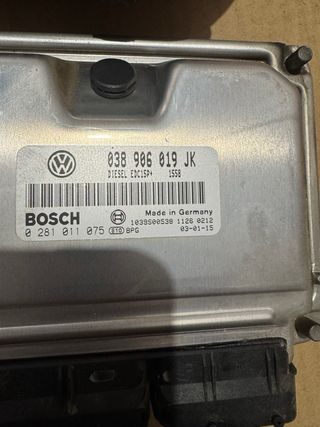 038 906 019 JK
DIESEL EDC15P+ 1558
BOSCH
Made in Germany
1039S00538 1126 0212
0 281 011 075 BPG 03-01-15